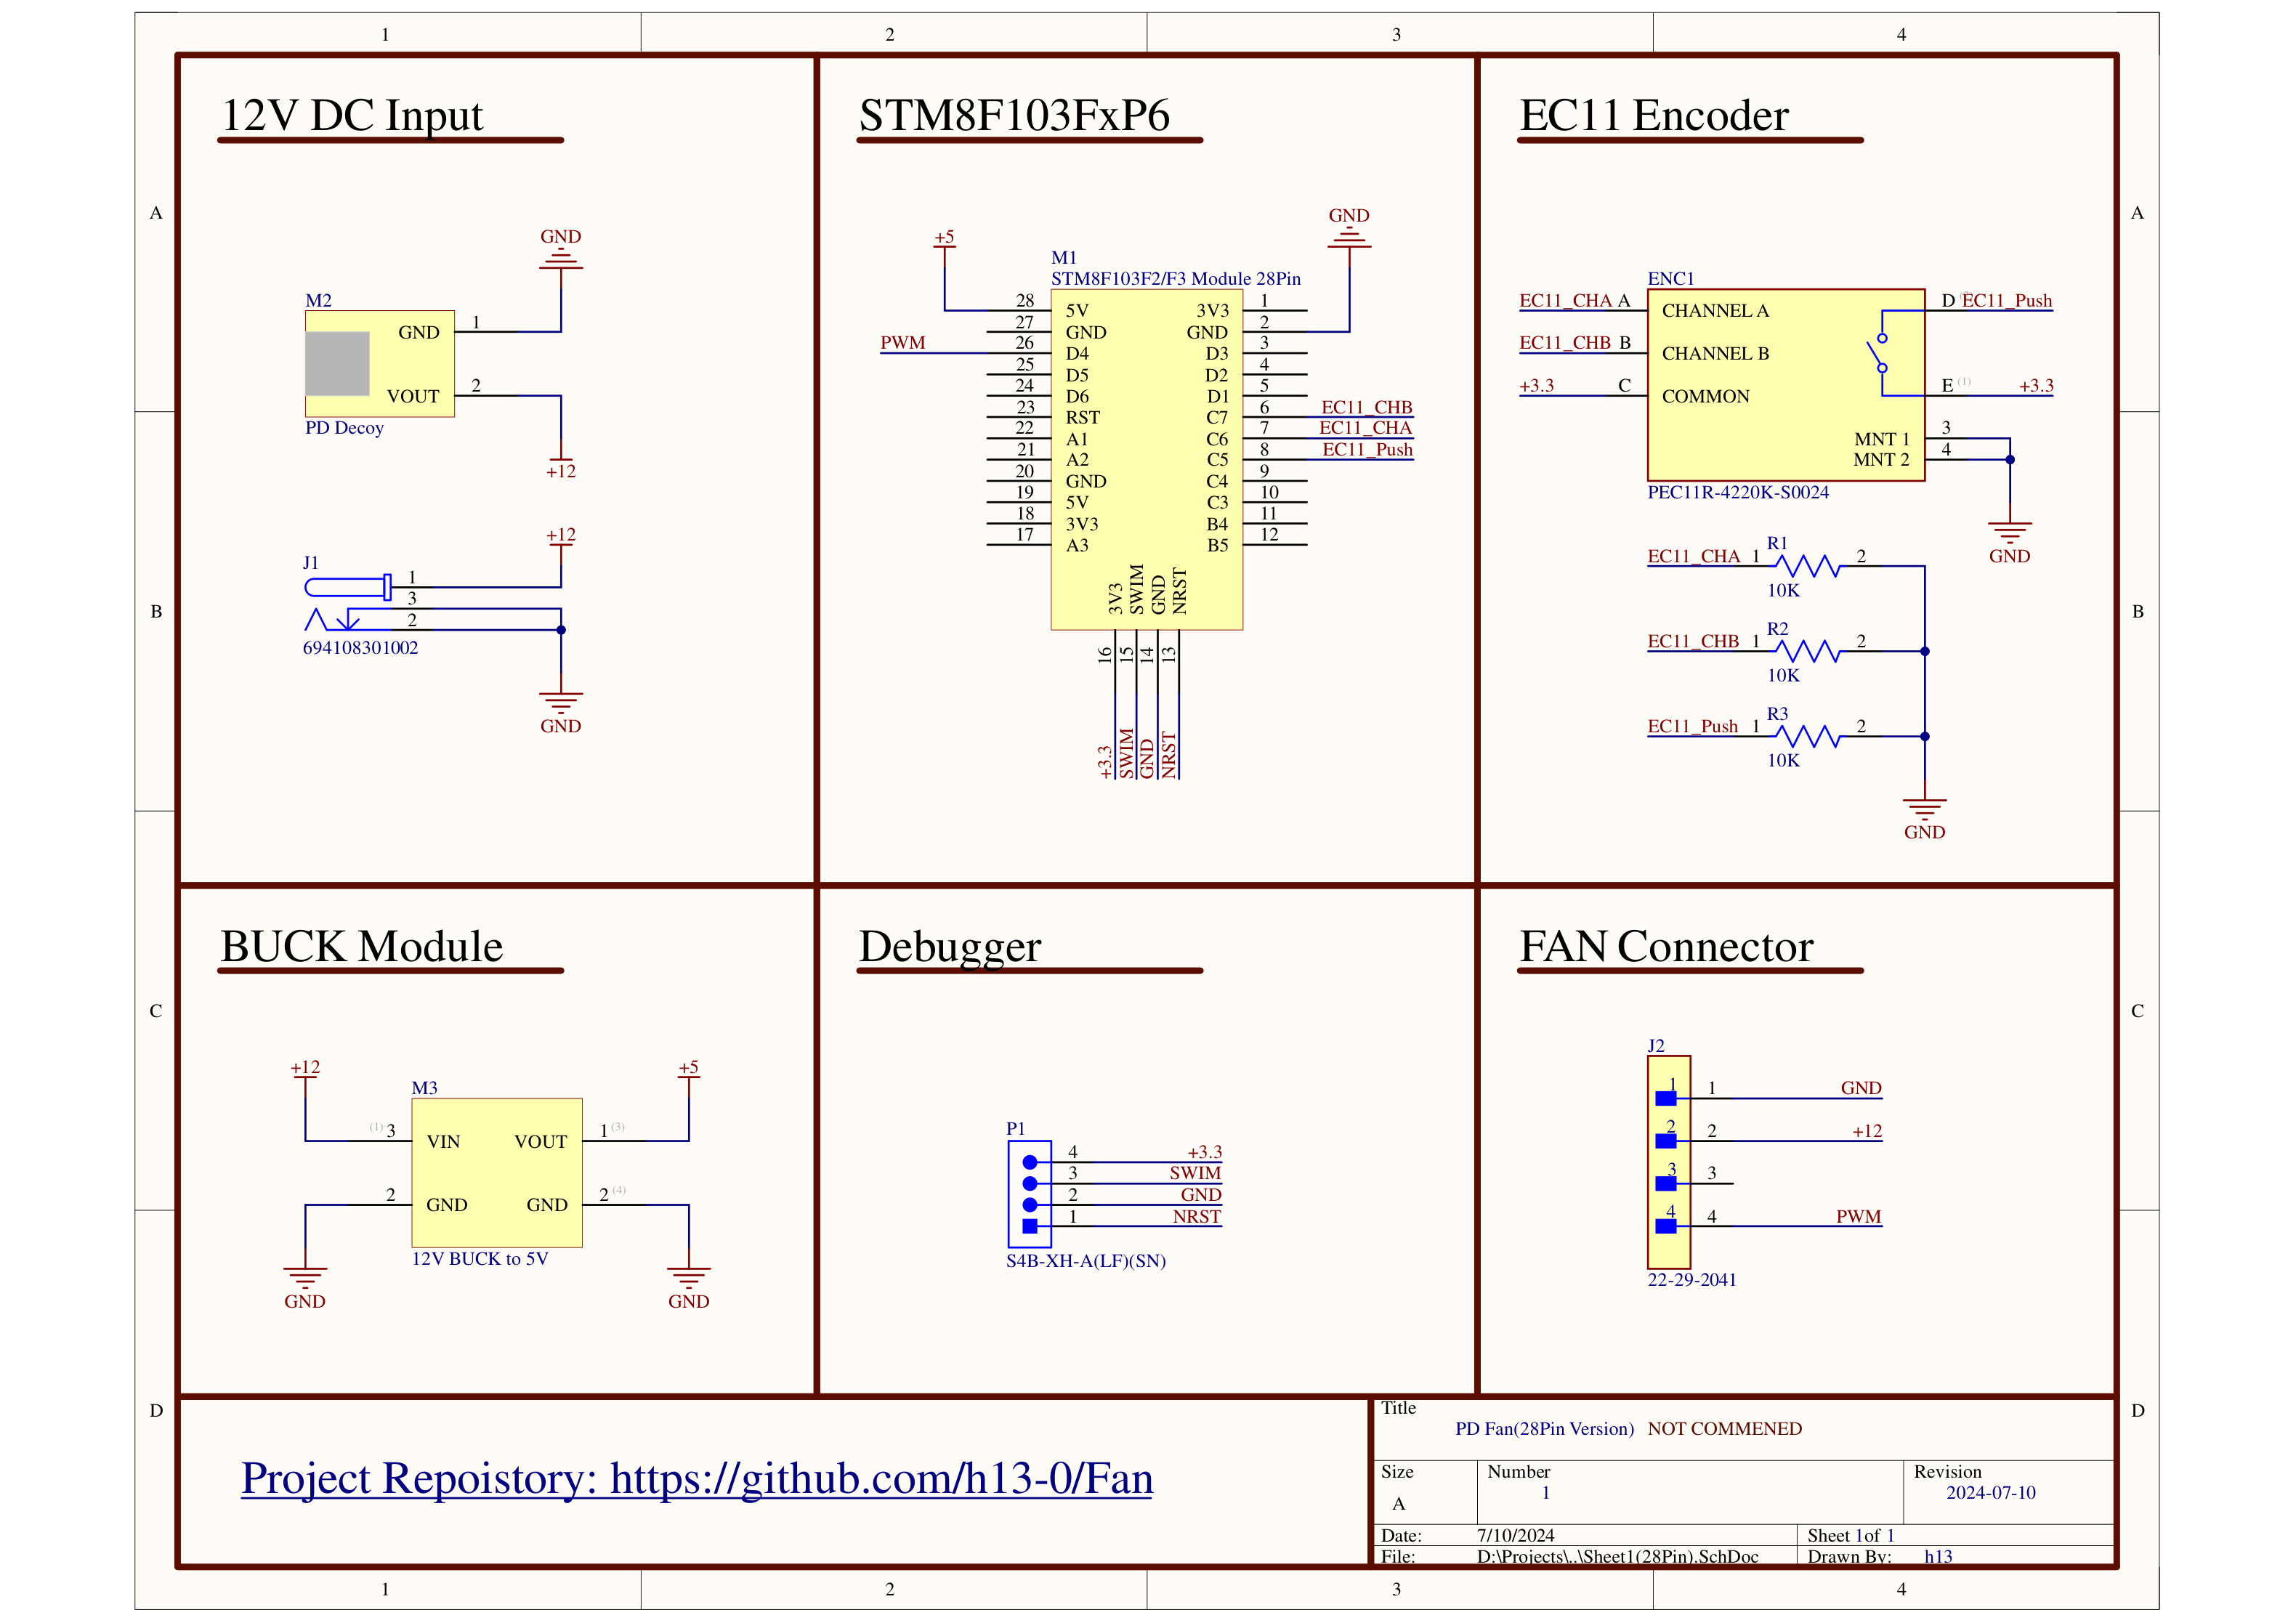 1 2 3 4
12V DC Input
STM8F103FxP6
EC11 Encoder
A A
GND
M2
1 GND
2 VOUT
PD Decoy
+12
+12
J1
1
3
2
694108301002
GND
+5
GND
M1
STM8F103F2/F3 Module 28Pin
28 5V 3V3 1
27 GND GND 2
PWM 26 D4 D3 3
25 D5 D2 4
24 D6 D1 5
23 RST C7 6 EC11_CHB
22 A1 C6 7 EC11_CHA
21 A2 C5 8 EC11_Push
20 GND C4 9
19 5V C3 10
18 3V3 B4 11
17 A3 B5 12
3V3 SWIM GND NRST
16 15 14 13
+3.3 SWIM GND NRST
ENC1
EC11_CHA A CHANNEL A D EC11_Push
EC11_CHB B CHANNEL B
+3.3 C COMMON E (1) +3.3
MNT 1 3
MNT 2 4
PEC11R-4220K-S0024
GND
EC11_CHA 1 R1 2
10K
EC11_CHB 1 R2 2
10K
EC11_Push 1 R3 2
10K
GND
B B
BUCK Module
Debugger
FAN Connector
C C
+12 +5
M3
(1) 3 VIN VOUT 1 (3)
2 GND GND 2 (4)
12V BUCK to 5V
GND GND
P1
4 +3.3
3 SWIM
2 GND
1 NRST
S4B-XH-A(LF)(SN)
J2
1 1 GND
2 2 +12
3 3
4 4 PWM
22-29-2041
D D
Project Repoistory: https://github.com/h13-0/Fan
Title
PD Fan(28Pin Version) NOT COMMENED
Size Number Revision
A 1 2024-07-10
Date: 7/10/2024 Sheet 1of 1
File: D:\Projects\..\Sheet1(28Pin).SchDoc Drawn By: h13
1 2 3 4